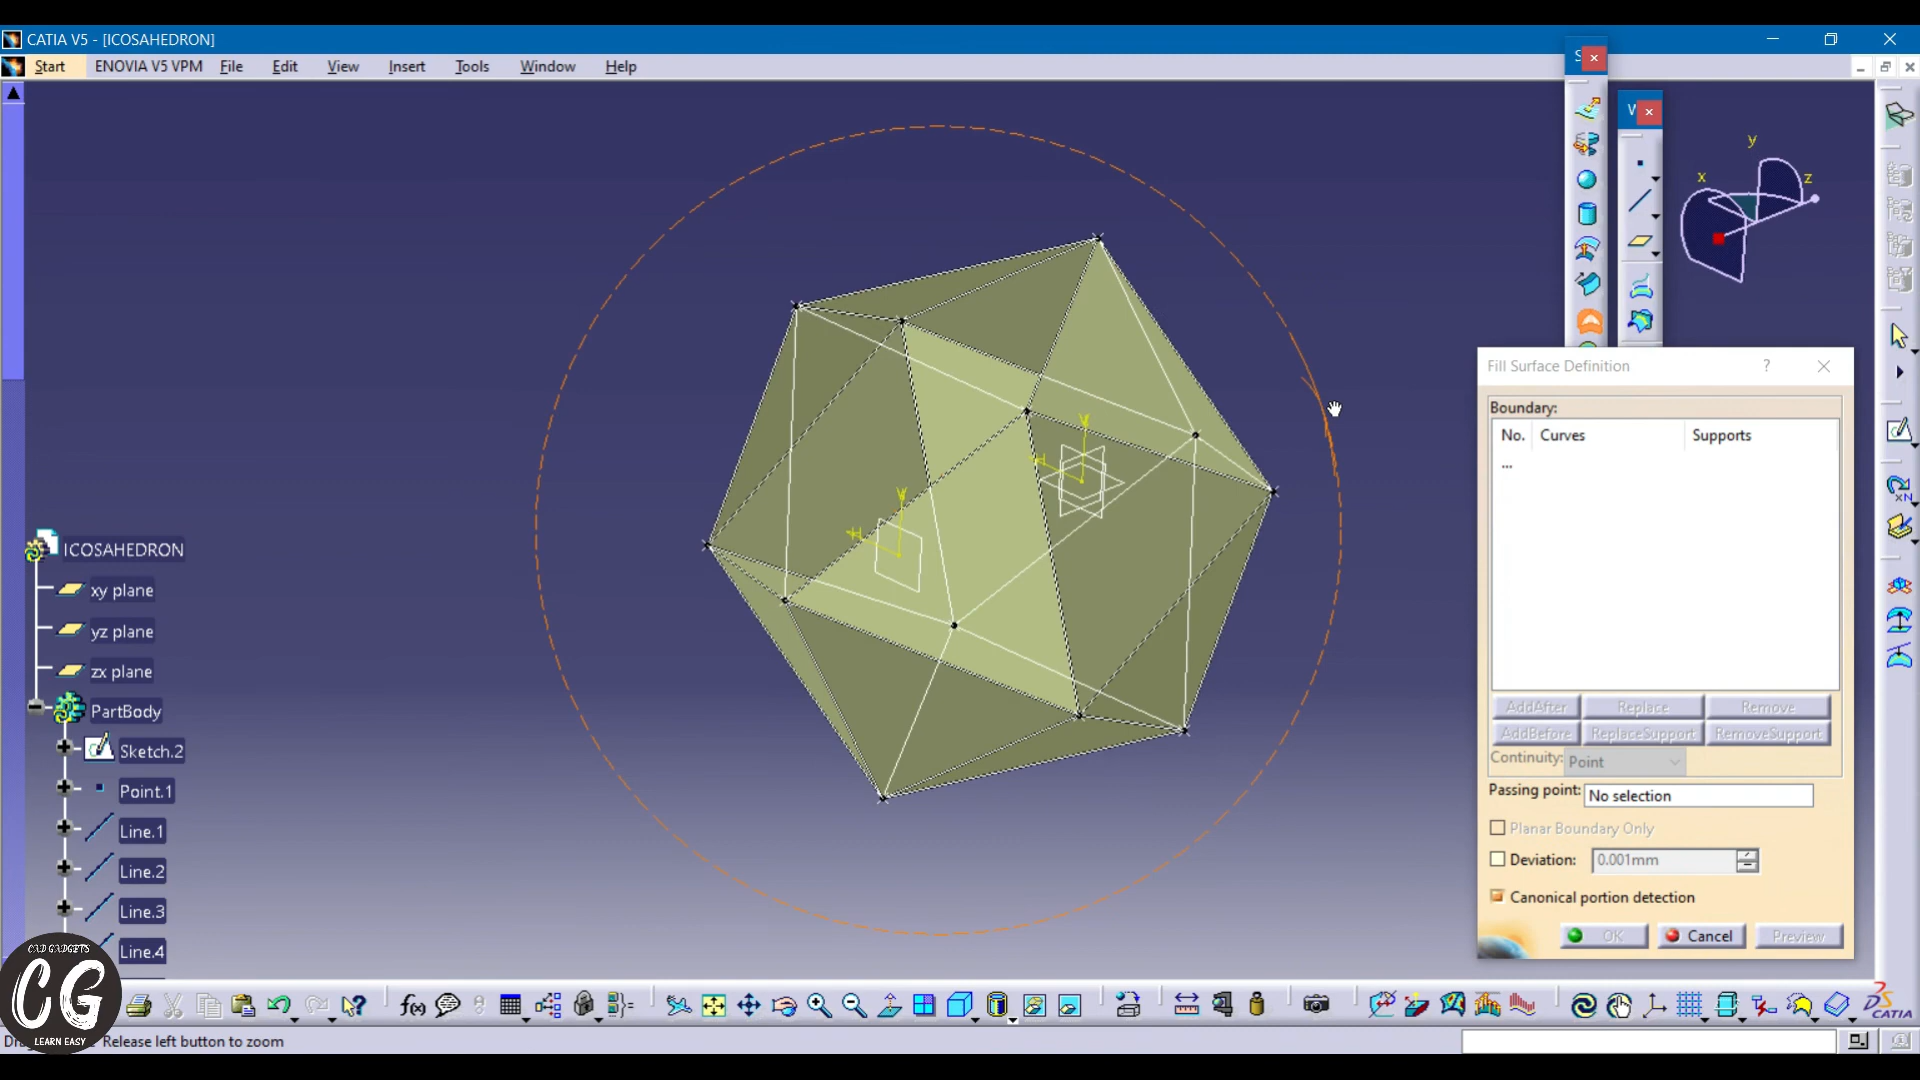 CATIA V5 - [ICOSAHEDRON]
Start ENOVIA V5 VPM File Edit View Insert Tools Window Help
y
x
z
Fill Surface Definition ?
Boundary:
No. Curves Supports
...
AddAfter Replace Remove
AddBefore ReplaceSupport RemoveSupport
Continuity: Point
Passing point: No selection
Planar Boundary Only
Deviation: 0.001mm
Canonical portion detection
OK Cancel Preview
V
H
V
H
ICOSAHEDRON
xy plane
yz plane
zx plane
PartBody
Sketch.2
Point.1
Line.1
Line.2
Line.3
Line.4
CAD GADGETS
CG
LEARN EASY
f(x)
CATIA
Release left button to zoom